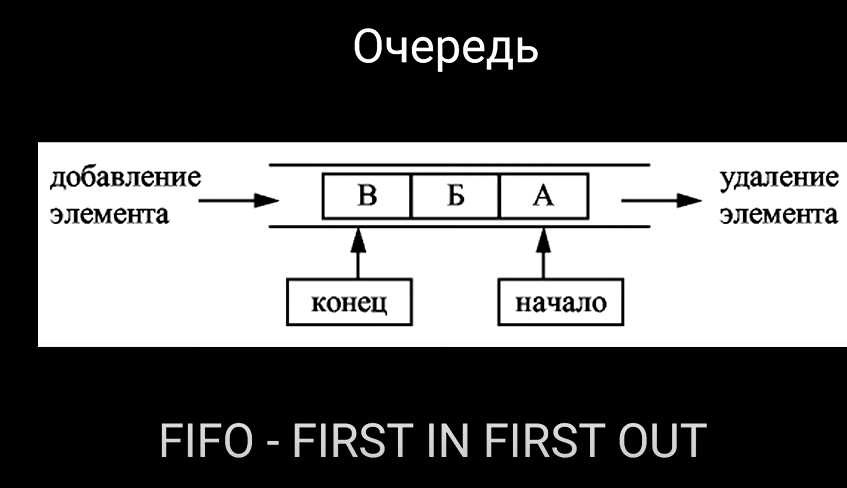 Очередь
добавление
элемента
В Б А
удаление
элемента
конец
начало
FIFO - FIRST IN FIRST OUT